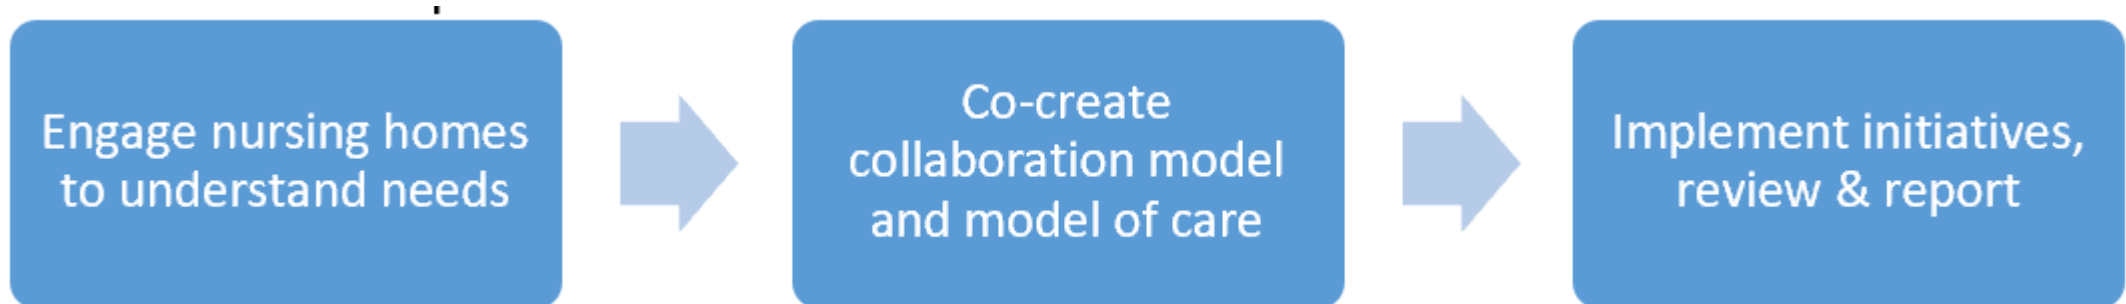 Engage nursing homes
to understand needs
Co-create
collaboration model
and model of care
Implement initiatives,
review & report